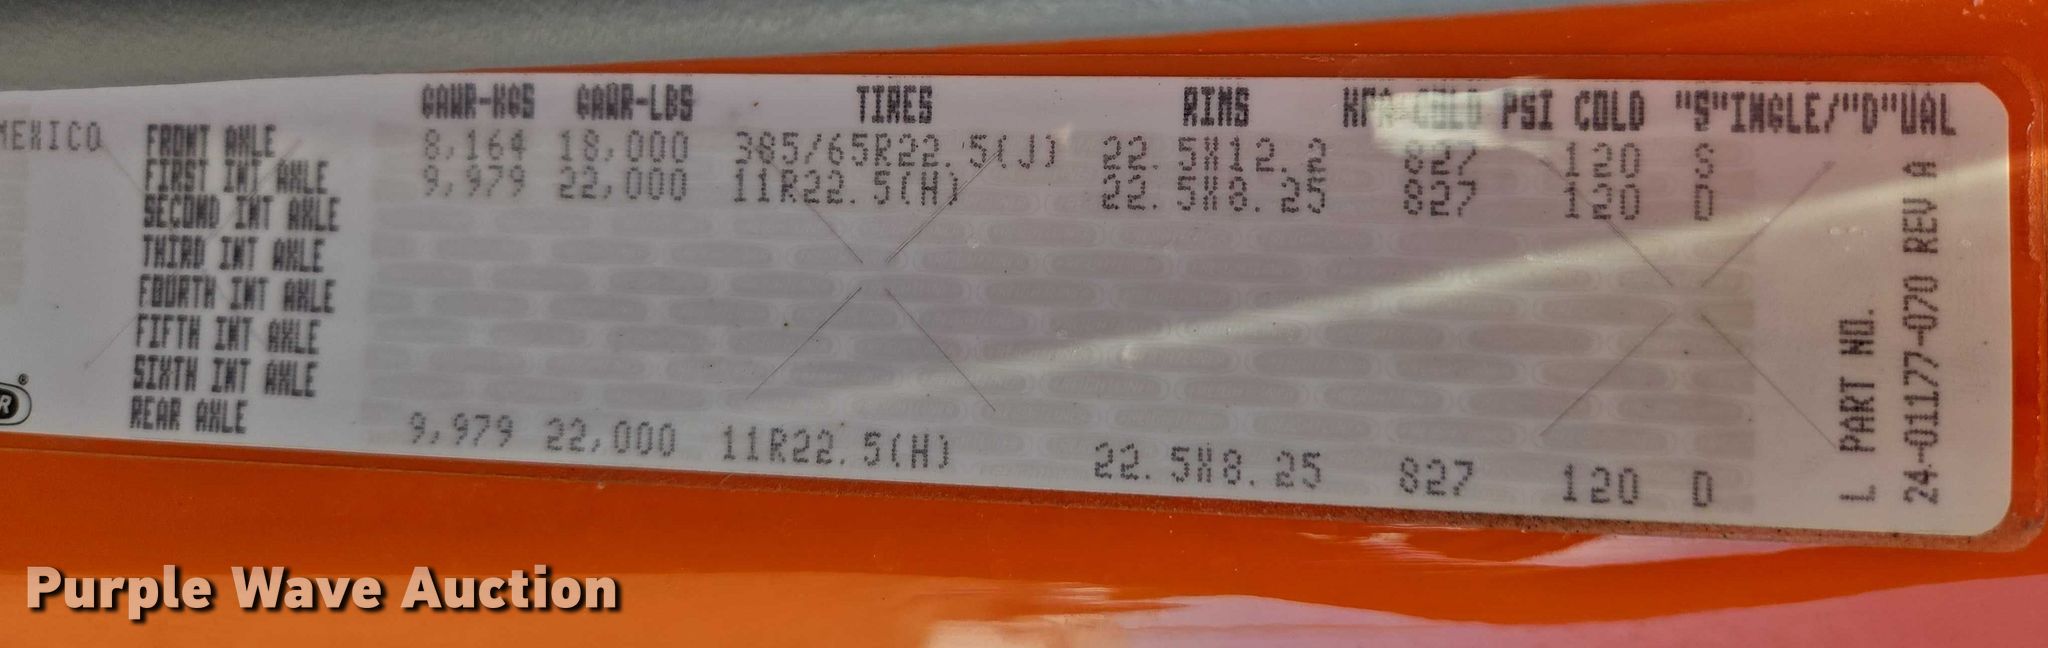 GAWR-KGS GAWR-LBS TIRES RIMS KPA COLD PSI COLD "S"INGLE/"D"UAL
MEXICO
FRONT AXLE 8,164 18,000 385/65R22.5(J) 22.5X12.2 827 120 S
FIRST INT AXLE 9,979 22,000 11R22.5(H) 22.5X8.25 827 120 D
SECOND INT AXLE
THIRD INT AXLE
FOURTH INT AXLE
FIFTH INT AXLE
SIXTH INT AXLE
REAR AXLE 9,979 22,000 11R22.5(H) 22.5X8.25 827 120 D
L PART NO.
24-01177-070 REV A
R®
Purple Wave Auction